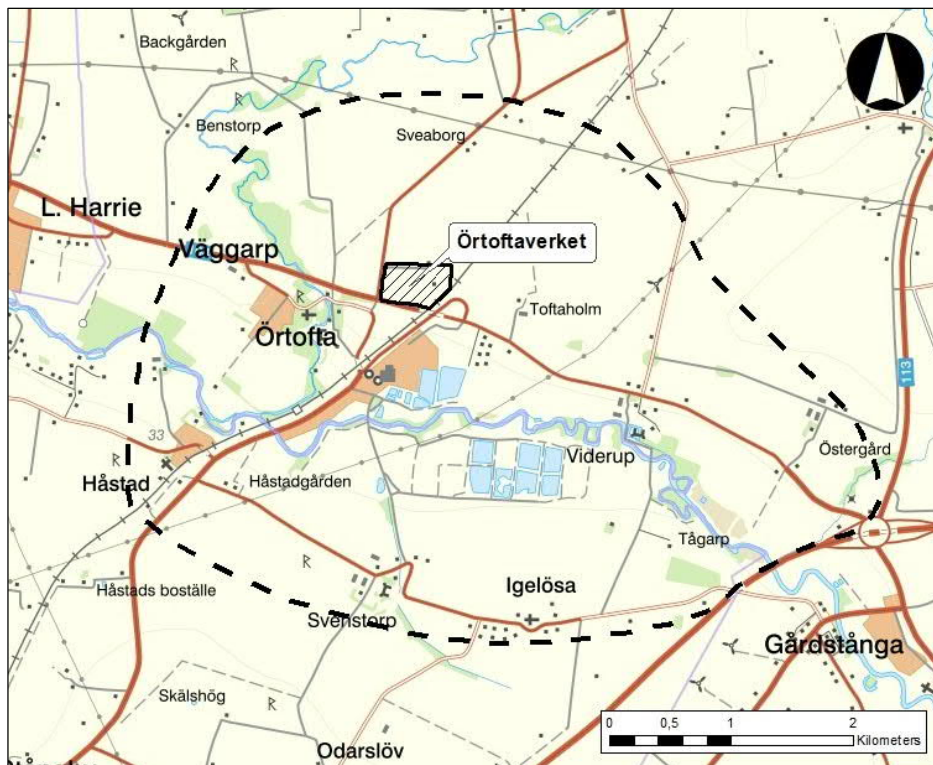 Backgården
Benstorp
Sveaborg
L. Harrie
Väggarp
Örtoftaverket
Toftaholm
Örtofta
113
33
Håstad
Håstadgården
Viderup
Östergård
Tågarp
Igelösa
Håstads boställe
Svenstorp
Gårdstånga
Skälshög
Odarslöv
0 0,5 1 2
Kilometers